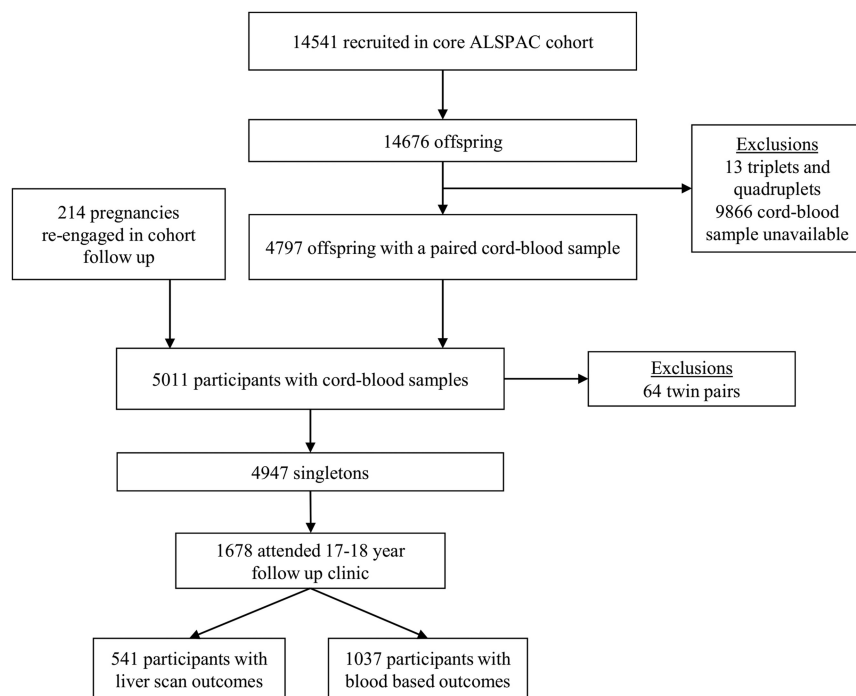 14541 recruited in core ALSPAC cohort
14676 offspring
Exclusions
13 triplets and
quadruplets
9866 cord-blood
sample unavailable
214 pregnancies
re-engaged in cohort
follow up
4797 offspring with a paired cord-blood sample
5011 participants with cord-blood samples
Exclusions
64 twin pairs
4947 singletons
1678 attended 17-18 year
follow up clinic
541 participants with
liver scan outcomes
1037 participants with
blood based outcomes